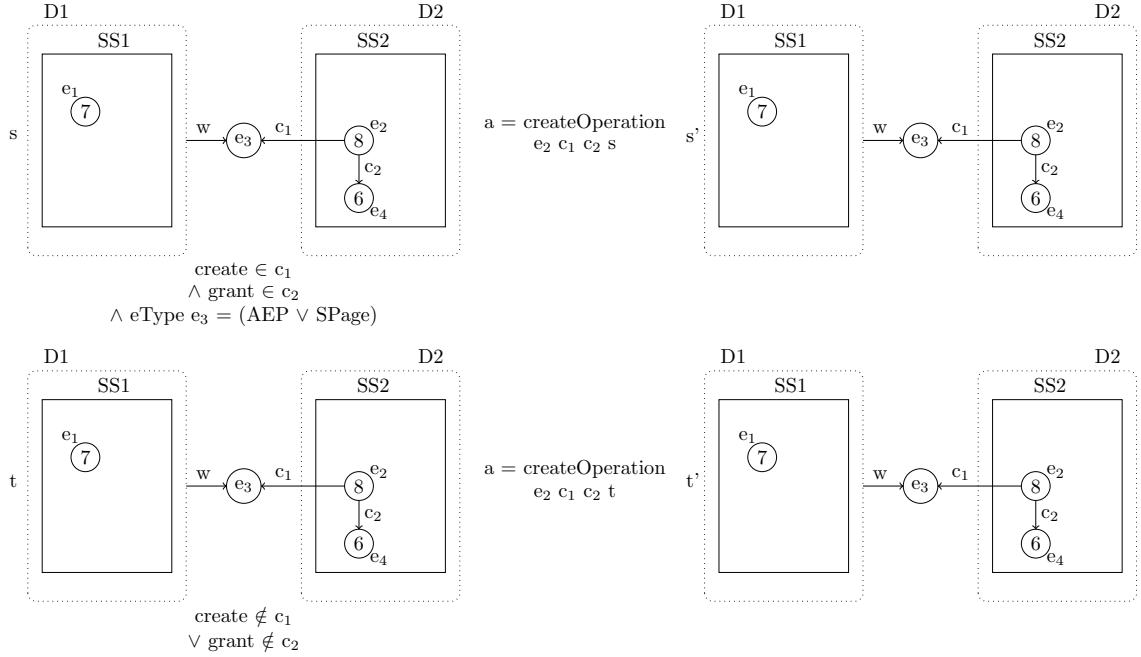 D1 D2 D1 D2
SS1 SS2 SS1 SS2
e₁ 7 e₁ 7
s w e₃ c₁ 8 e₂ a = createOperation s' w e₃ c₁ 8 e₂
e₂ c₁ c₂ s
c₂ c₂
6 e₄ 6 e₄
create ∈ c₁
∧ grant ∈ c₂
∧ eType e₃ = (AEP ∨ SPage)
D1 D2 D1 D2
SS1 SS2 SS1 SS2
e₁ 7 e₁ 7
t w e₃ c₁ 8 e₂ a = createOperation t' w e₃ c₁ 8 e₂
e₂ c₁ c₂ t
c₂ c₂
6 e₄ 6 e₄
create ∉ c₁
∨ grant ∉ c₂